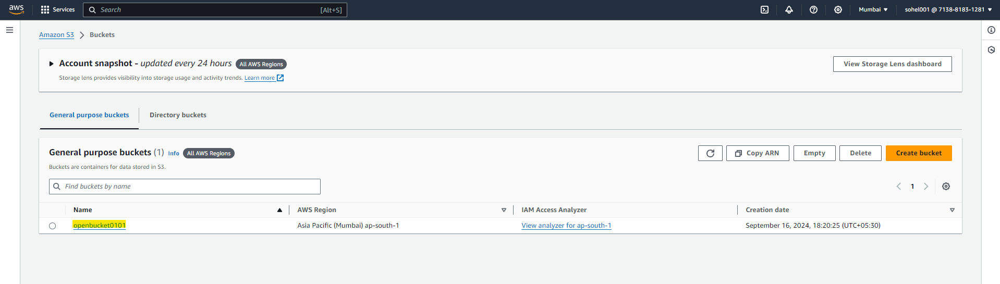 aws Services Search [Alt+S] Mumbai sohel001 @ 7138-8183-1281
Amazon S3 Buckets
Account snapshot - updated every 24 hours All AWS Regions View Storage Lens dashboard
Storage lens provides visibility into storage usage and activity trends. Learn more
General purpose buckets Directory buckets
General purpose buckets (1) Info All AWS Regions Copy ARN Empty Delete Create bucket
Buckets are containers for data stored in S3.
Find buckets by name 1
Name AWS Region IAM Access Analyzer Creation date
openbucket0101 Asia Pacific (Mumbai) ap-south-1 View analyzer for ap-south-1 September 16, 2024, 18:20:25 (UTC+05:30)